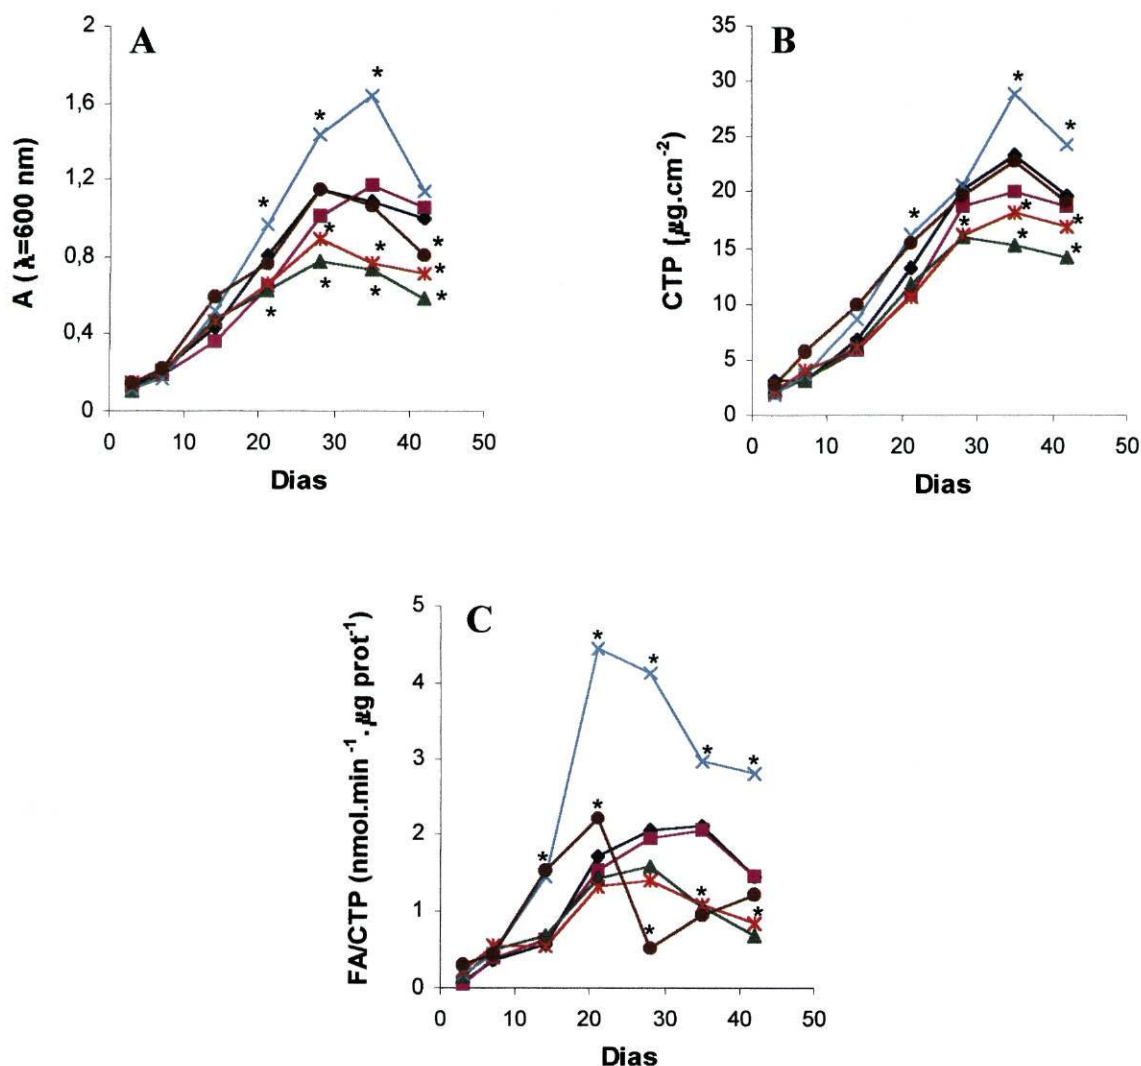 A
A ( λ=600 nm)
2
1,6
1,2
0,8
0,4
0
0 10 20 30 40 50
Dias
* * * * * * * * * * * * *
B
CTP (µg.cm-2)
35
30
25
20
15
10
5
0
0 10 20 30 40 50
Dias
* * * * * * * *
C
FA/CTP (nmol.min-1.µg prot-1)
5
4
3
2
1
0
0 10 20 30 40 50
Dias
* * * * * * * * *